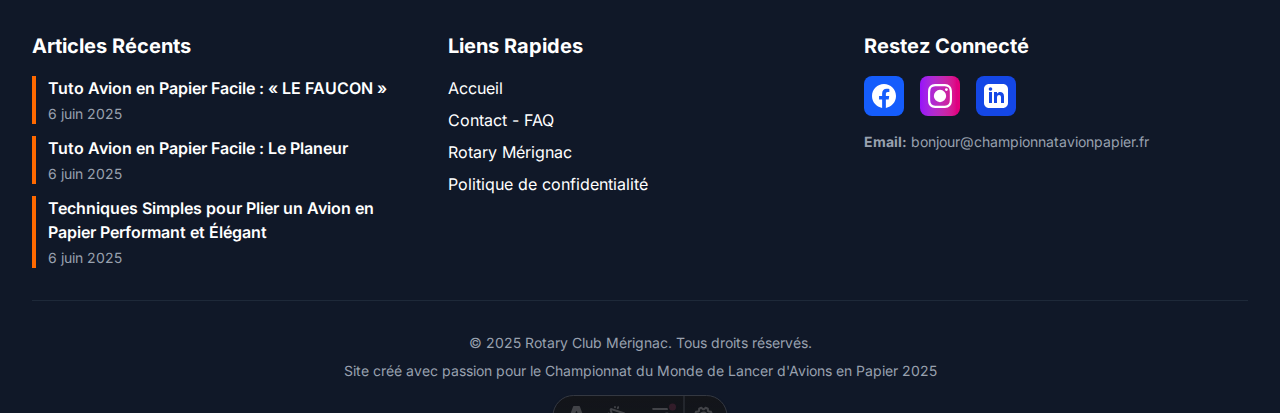 Articles Récents
Tuto Avion en Papier Facile : « LE FAUCON »
6 juin 2025
Tuto Avion en Papier Facile : Le Planeur
6 juin 2025
Techniques Simples pour Plier un Avion en
Papier Performant et Élégant
6 juin 2025
Liens Rapides
Accueil
Contact - FAQ
Rotary Mérignac
Politique de confidentialité
Restez Connecté
Email: bonjour@championnatavionpapier.fr
© 2025 Rotary Club Mérignac. Tous droits réservés.
Site créé avec passion pour le Championnat du Monde de Lancer d'Avions en Papier 2025